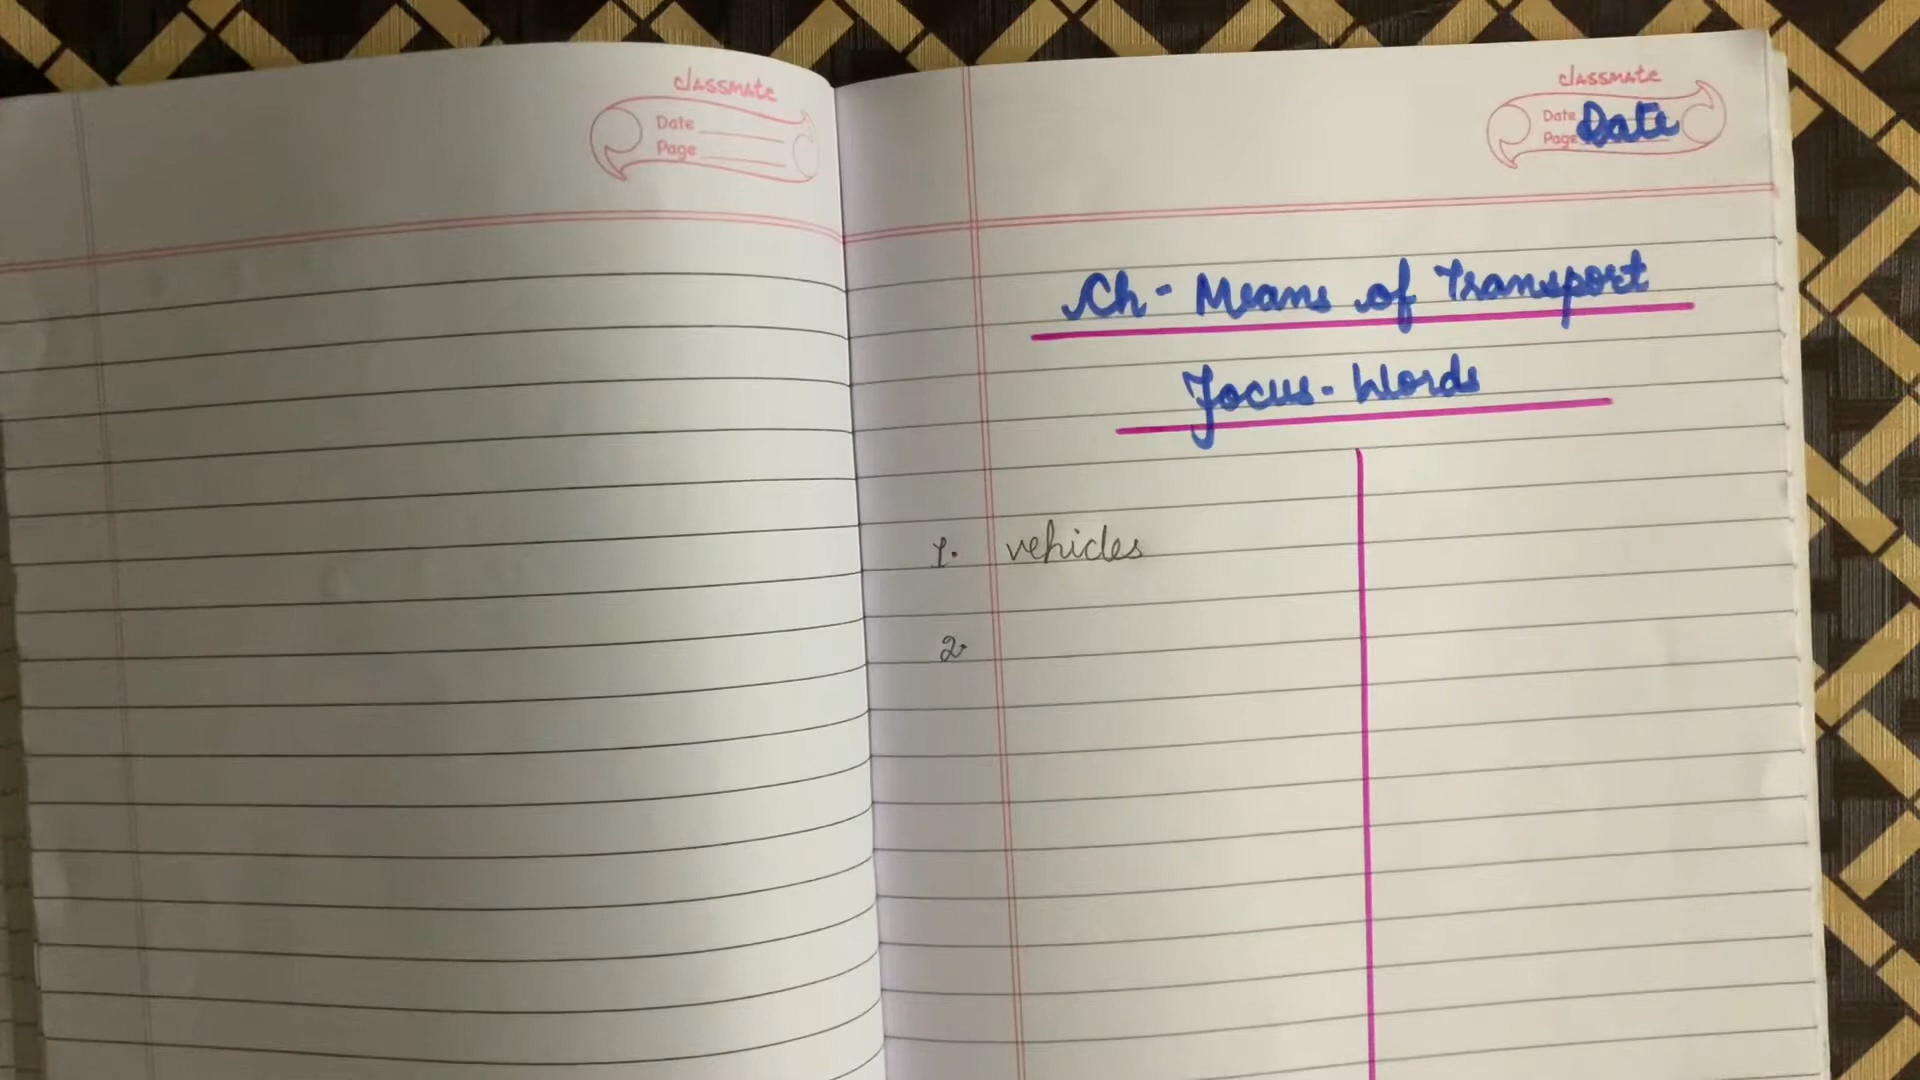 classmate
Date
Page
classmate
Date Date
Page
Ch - Means of Transport
Focus - Words
1. vehicles
2.